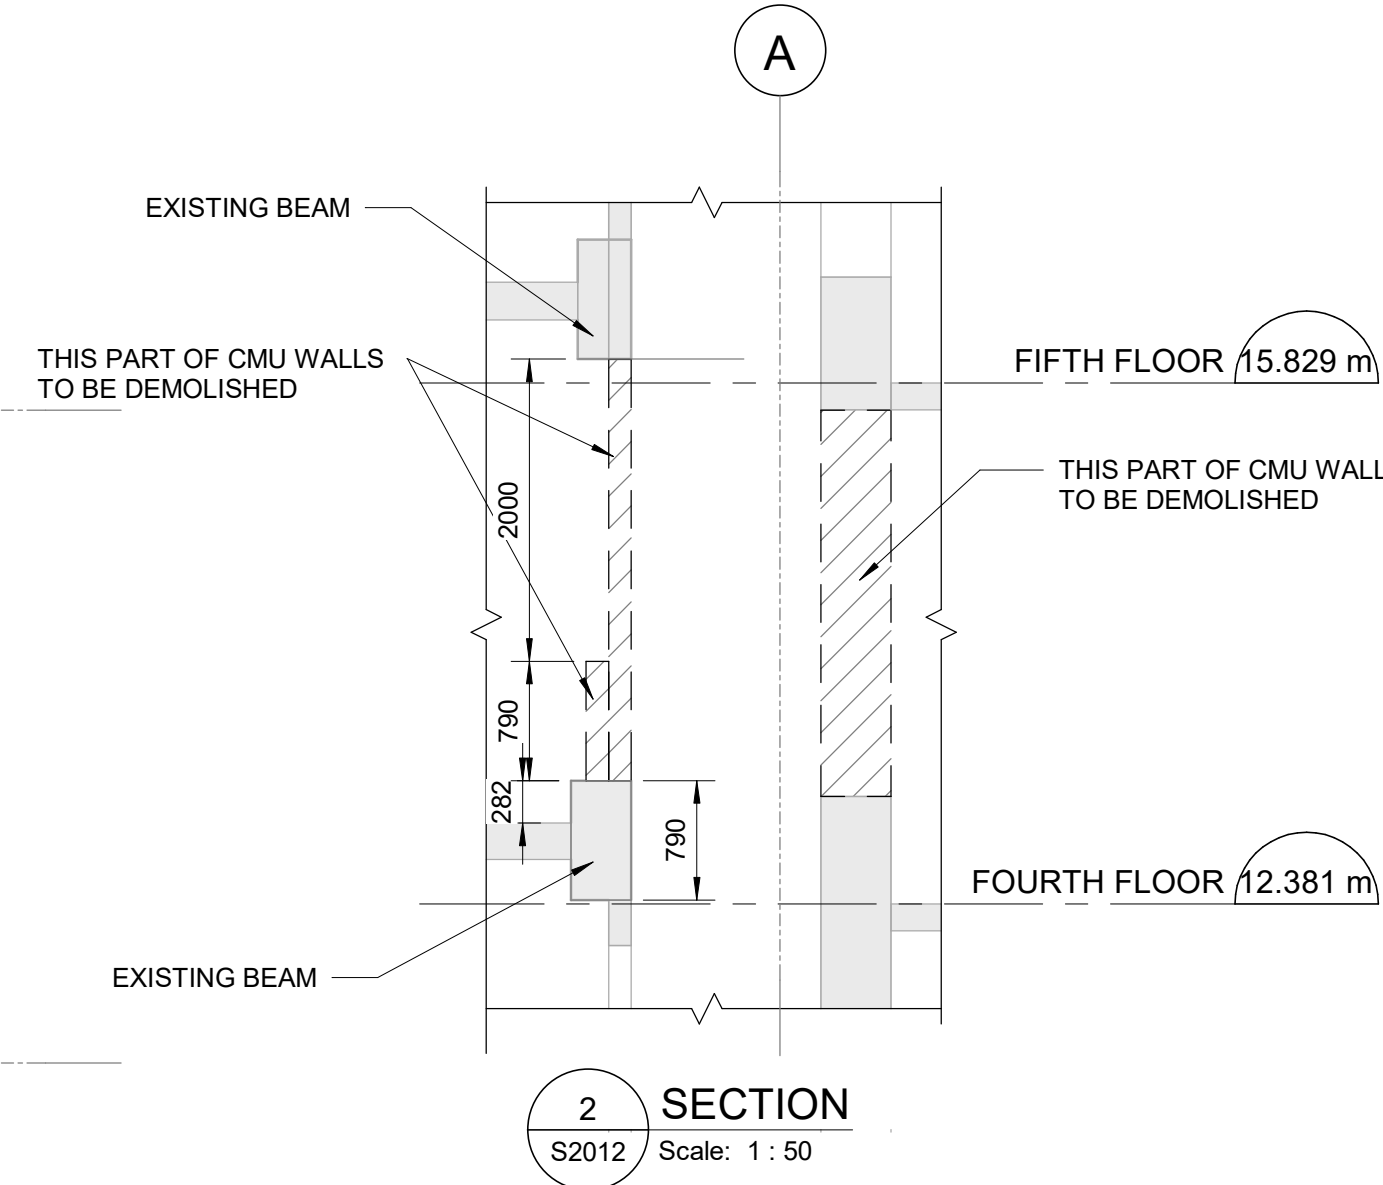 A
EXISTING BEAM
THIS PART OF CMU WALLS
TO BE DEMOLISHED
FIFTH FLOOR 15.829 m
THIS PART OF CMU WALL
TO BE DEMOLISHED
2000
790
282
790
FOURTH FLOOR 12.381 m
EXISTING BEAM
2 SECTION
S2012 Scale: 1 : 50